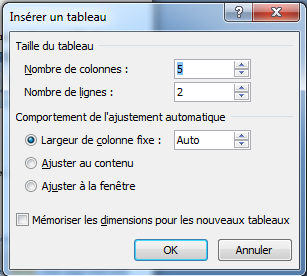 Insérer un tableau
Taille du tableau
Nombre de colonnes : 5
Nombre de lignes : 2
Comportement de l'ajustement automatique
Largeur de colonne fixe : Auto
Ajuster au contenu
Ajuster à la fenêtre
Mémoriser les dimensions pour les nouveaux tableaux
OK Annuler